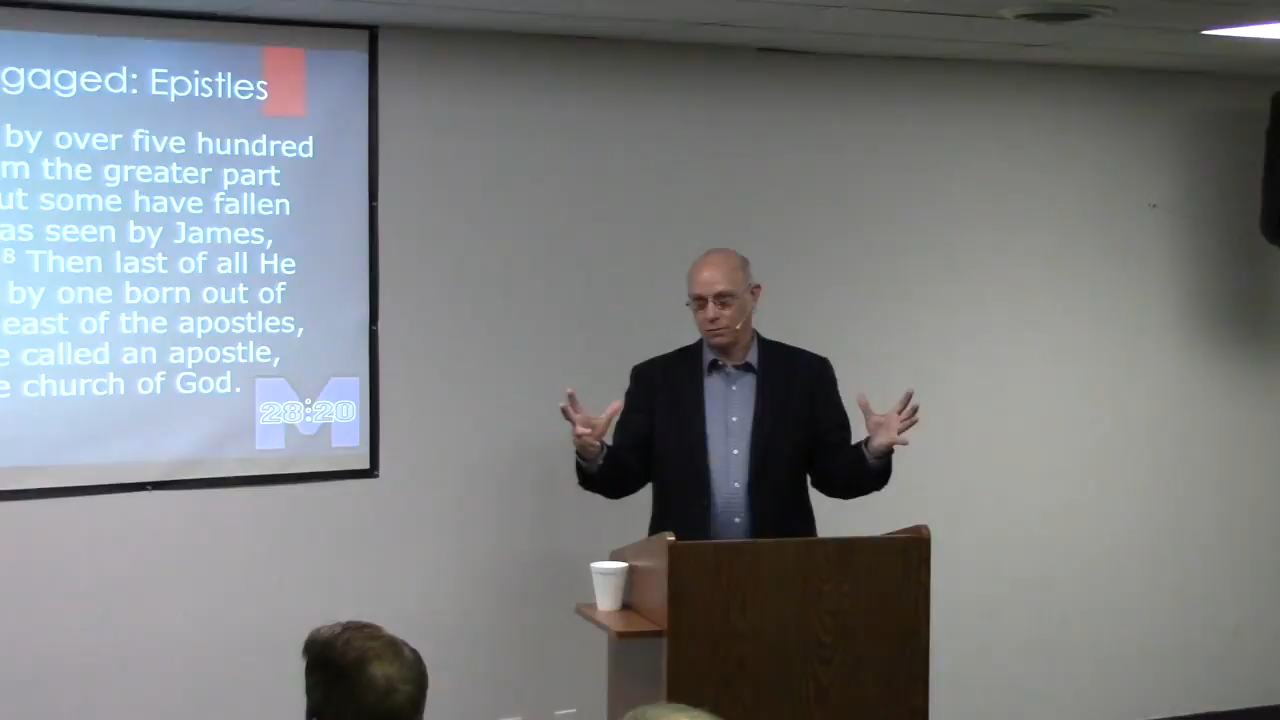 gaged: Epistles
by over five hundred
m the greater part
ut some have fallen
as seen by James,
8 Then last of all He
by one born out of
east of the apostles,
e called an apostle,
e church of God.
M
28:20